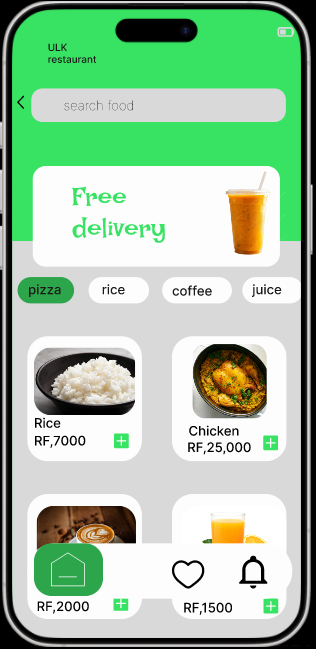 ULK
restaurant
search food
Free
delivery
pizza
rice
coffee
juice
Rice
RF,7000
Chicken
RF,25,000
RF,2000
RF,1500